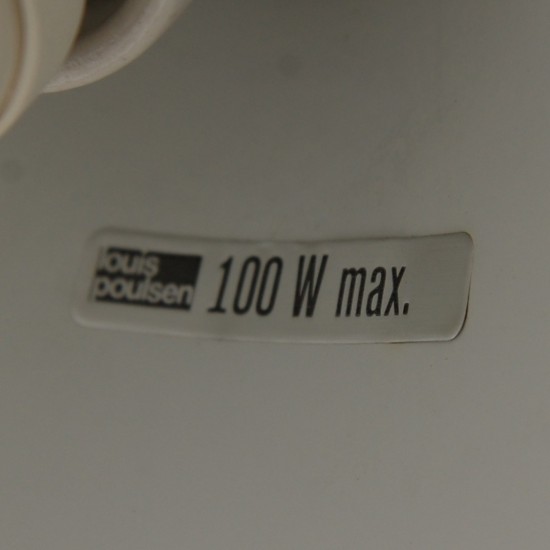 louis
poulsen
100 W max.